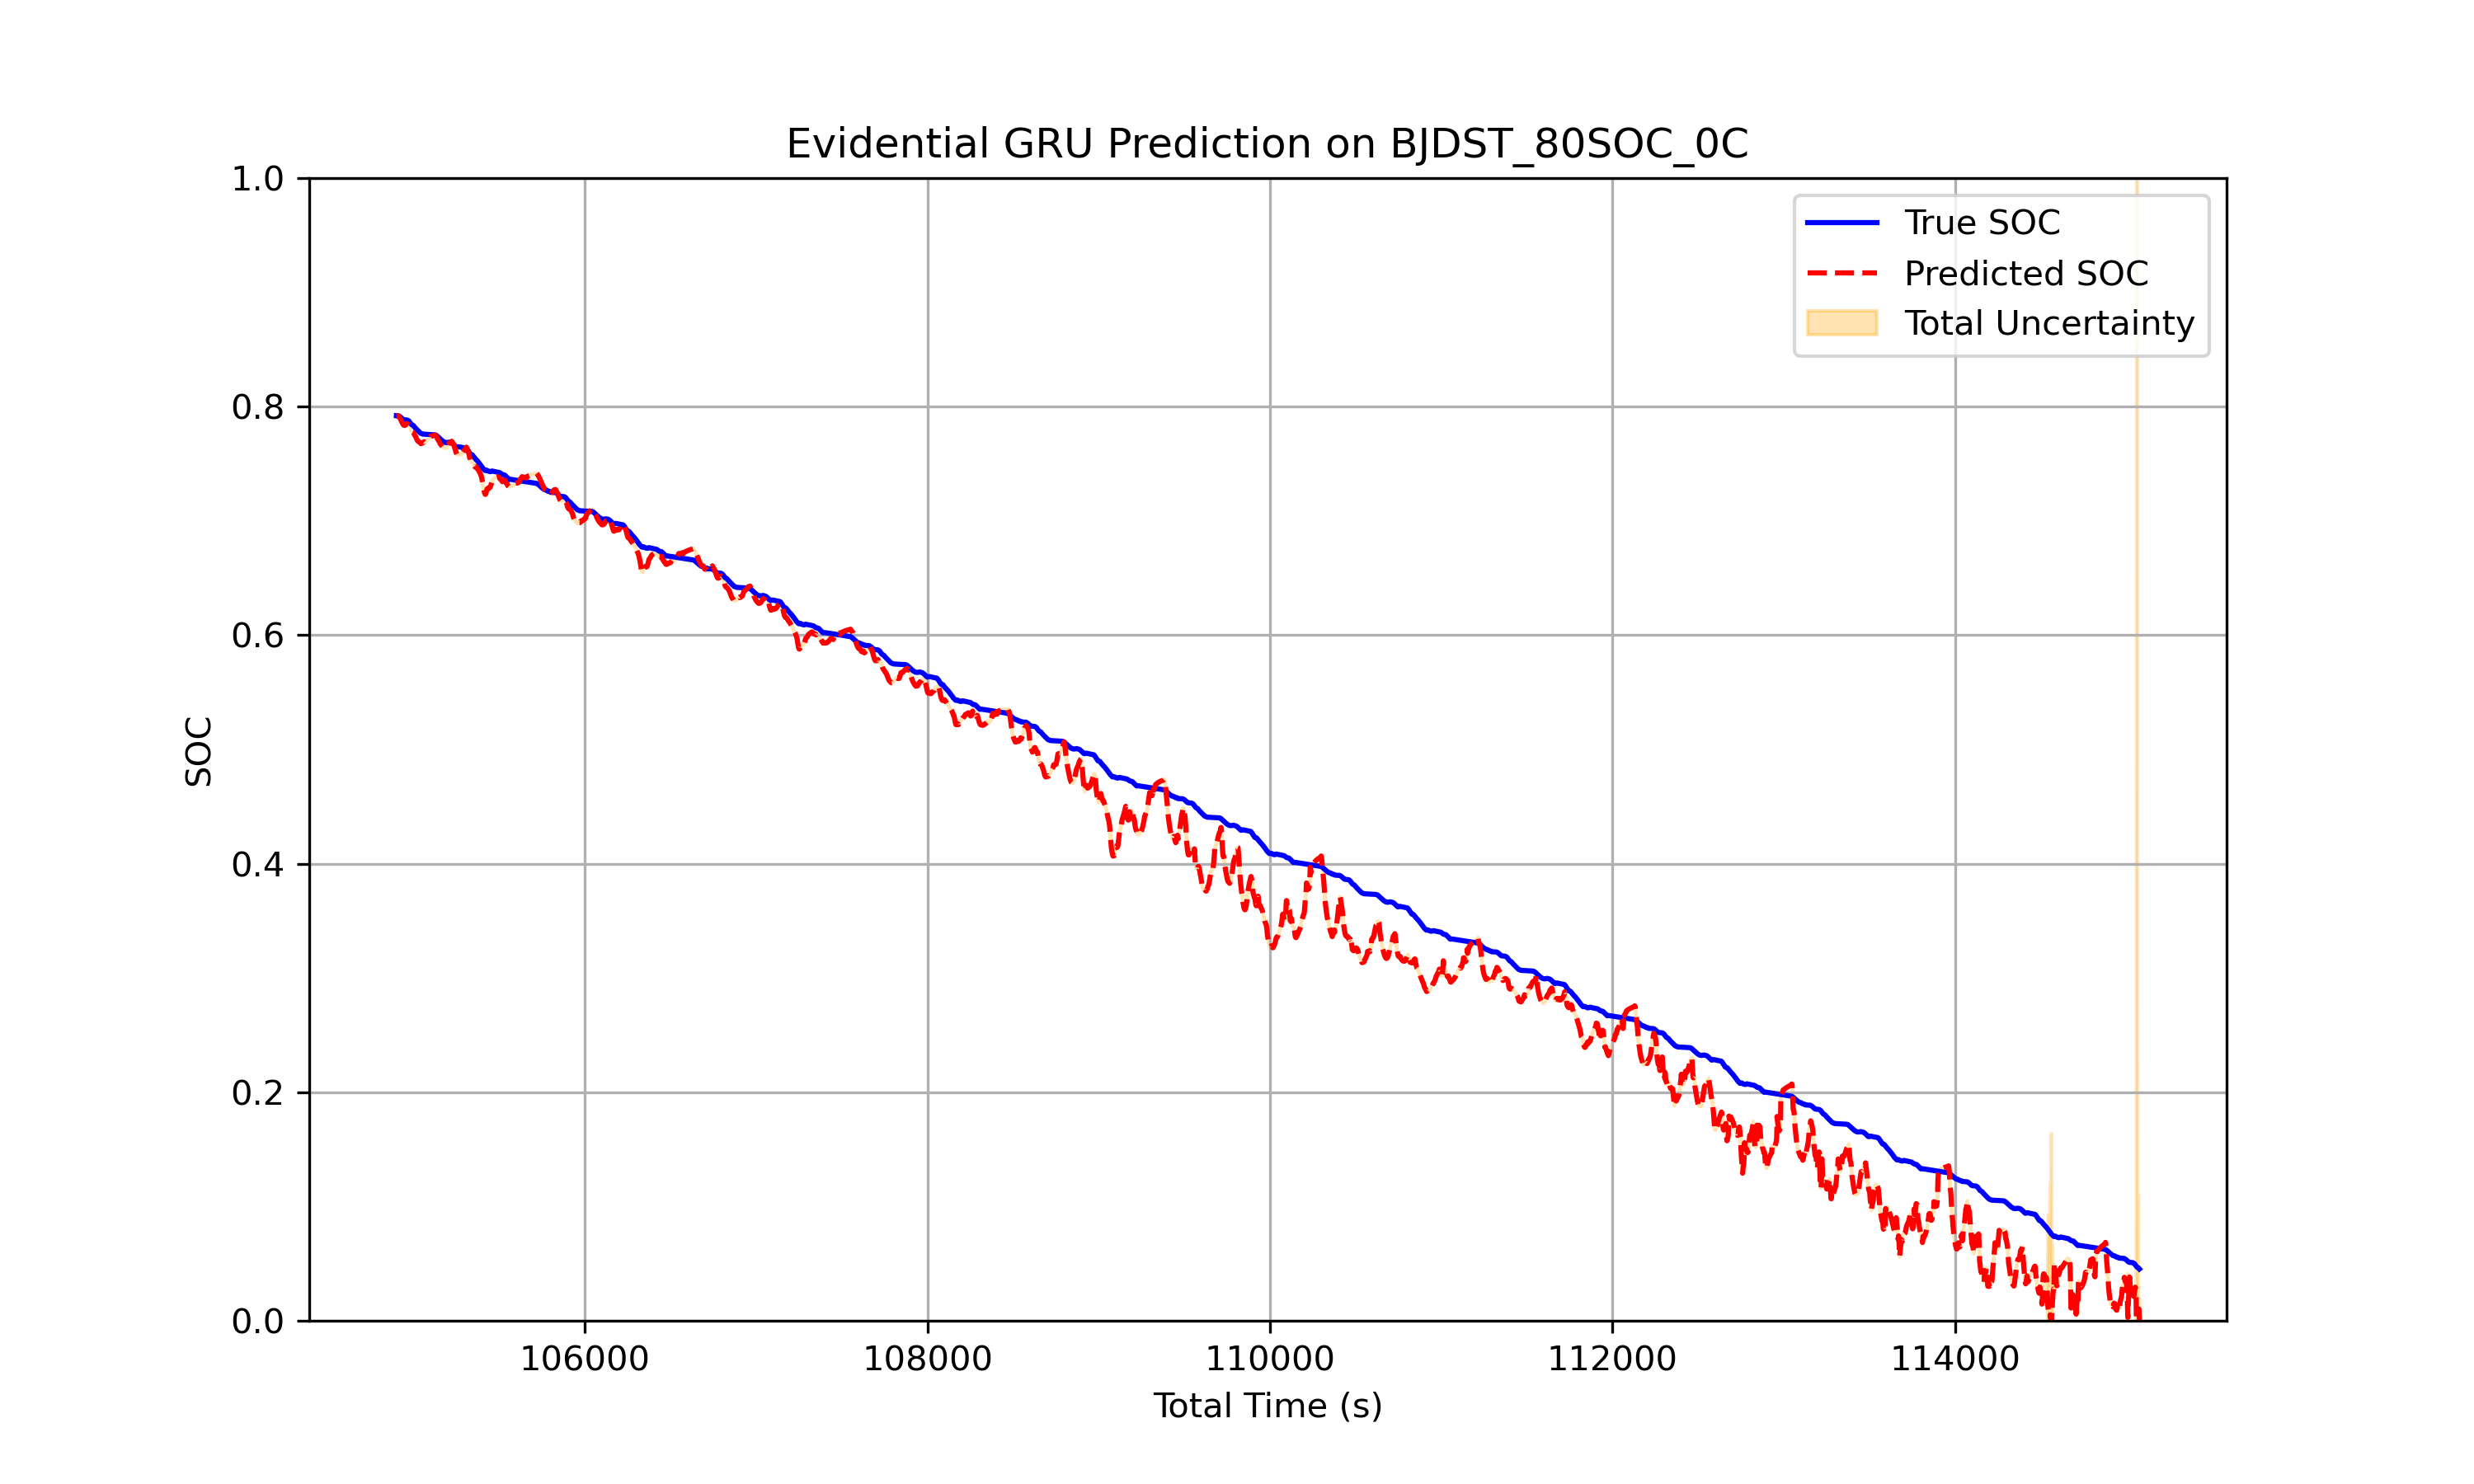 Evidential GRU Prediction on BJDST_80SOC_0C
True SOC
Predicted SOC
Total Uncertainty
1.0
0.8
0.6
0.4
0.2
0.0
SOC
106000
108000
110000
112000
114000
Total Time (s)